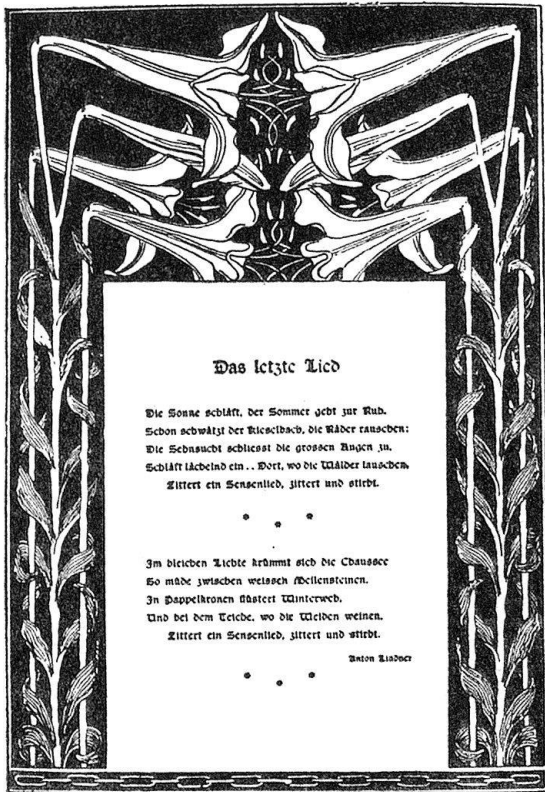 Das letzte Lied
Die Sonne schläft, der Sommer geht zur Ruh.
Schon schwätzt der Kieselbach, die Räder rauschen:
Die Sehnsucht schliesst die grossen Augen zu,
Schläft lächelnd ein . . Dort, wo die Wälder lauschen,
Zittert ein Sensenlied, zittert und stirbt.
Im bleichen Lichte krümmt sich die Chaussee
So müde zwischen weissen Meilensteinen.
In Pappelkronen flüstert Winterweh,
Und bei dem Teiche, wo die Weiden weinen,
Zittert ein Sensenlied, zittert und stirbt.
Anton Lindner